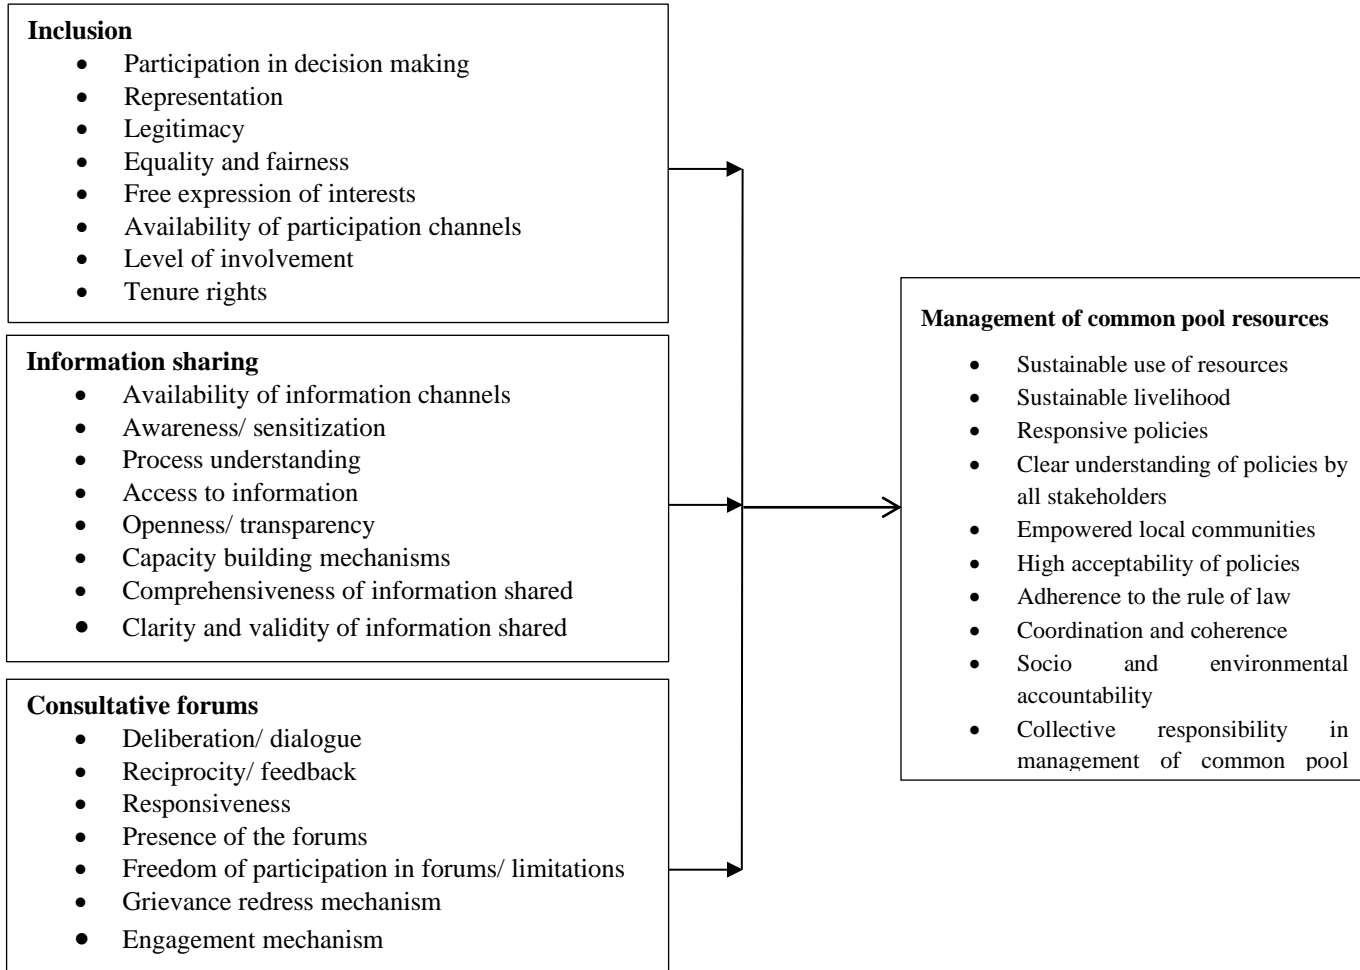 Inclusion
• Participation in decision making
• Representation
• Legitimacy
• Equality and fairness
• Free expression of interests
• Availability of participation channels
• Level of involvement
• Tenure rights
Information sharing
• Availability of information channels
• Awareness/ sensitization
• Process understanding
• Access to information
• Openness/ transparency
• Capacity building mechanisms
• Comprehensiveness of information shared
• Clarity and validity of information shared
Consultative forums
• Deliberation/ dialogue
• Reciprocity/ feedback
• Responsiveness
• Presence of the forums
• Freedom of participation in forums/ limitations
• Grievance redress mechanism
• Engagement mechanism
Management of common pool resources
• Sustainable use of resources
• Sustainable livelihood
• Responsive policies
• Clear understanding of policies by
all stakeholders
• Empowered local communities
• High acceptability of policies
• Adherence to the rule of law
• Coordination and coherence
• Socio and environmental
accountability
• Collective responsibility in
management of common pool